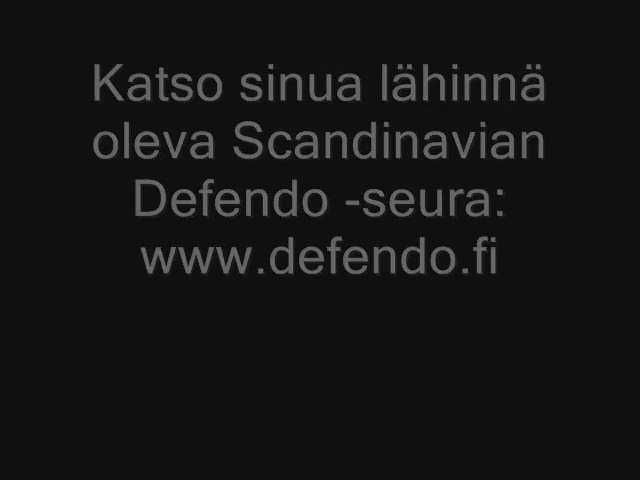 Katso sinua lähinnä
oleva Scandinavian
Defendo -seura:
www.defendo.fi